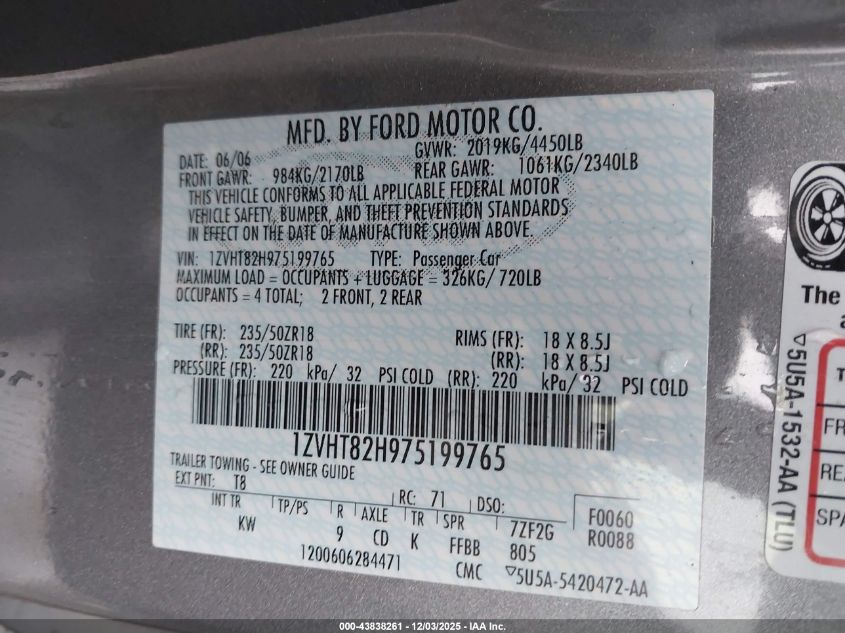 MFD. BY FORD MOTOR CO.
DATE: 06/06 GVWR: 2019KG/4450LB
FRONT GAWR: 984KG/2170LB REAR GAWR: 1061KG/2340LB
THIS VEHICLE CONFORMS TO ALL APPLICABLE FEDERAL MOTOR
VEHICLE SAFETY, BUMPER, AND THEFT PREVENTION STANDARDS
IN EFFECT ON THE DATE OF MANUFACTURE SHOWN ABOVE.
VIN: 1ZVHT82H975199765 TYPE: Passenger Car
MAXIMUM LOAD = OCCUPANTS + LUGGAGE = 326KG/ 720LB
OCCUPANTS = 4 TOTAL; 2 FRONT, 2 REAR
TIRE (FR): 235/50ZR18 RIMS (FR): 18 X 8.5J
(RR): 235/50ZR18 (RR): 18 X 8.5J
PRESSURE (FR): 220 kPa/ 32 PSI COLD (RR): 220 kPa/ 32 PSI COLD
1ZVHT82H975199765
TRAILER TOWING - SEE OWNER GUIDE
EXT PNT: T8 RC: 71 DSO: F0060
INT TR TP/PS R AXLE TR SPR 7ZF2G R0088
KW 9 CD K FFBB 805
1200606284471 CMC ▽5U5A-5420472-AA
The
▽5U5A-1532-AA (TLU)
FR
REA
SPA
000-43838261 - 12/03/2025 - IAA Inc.